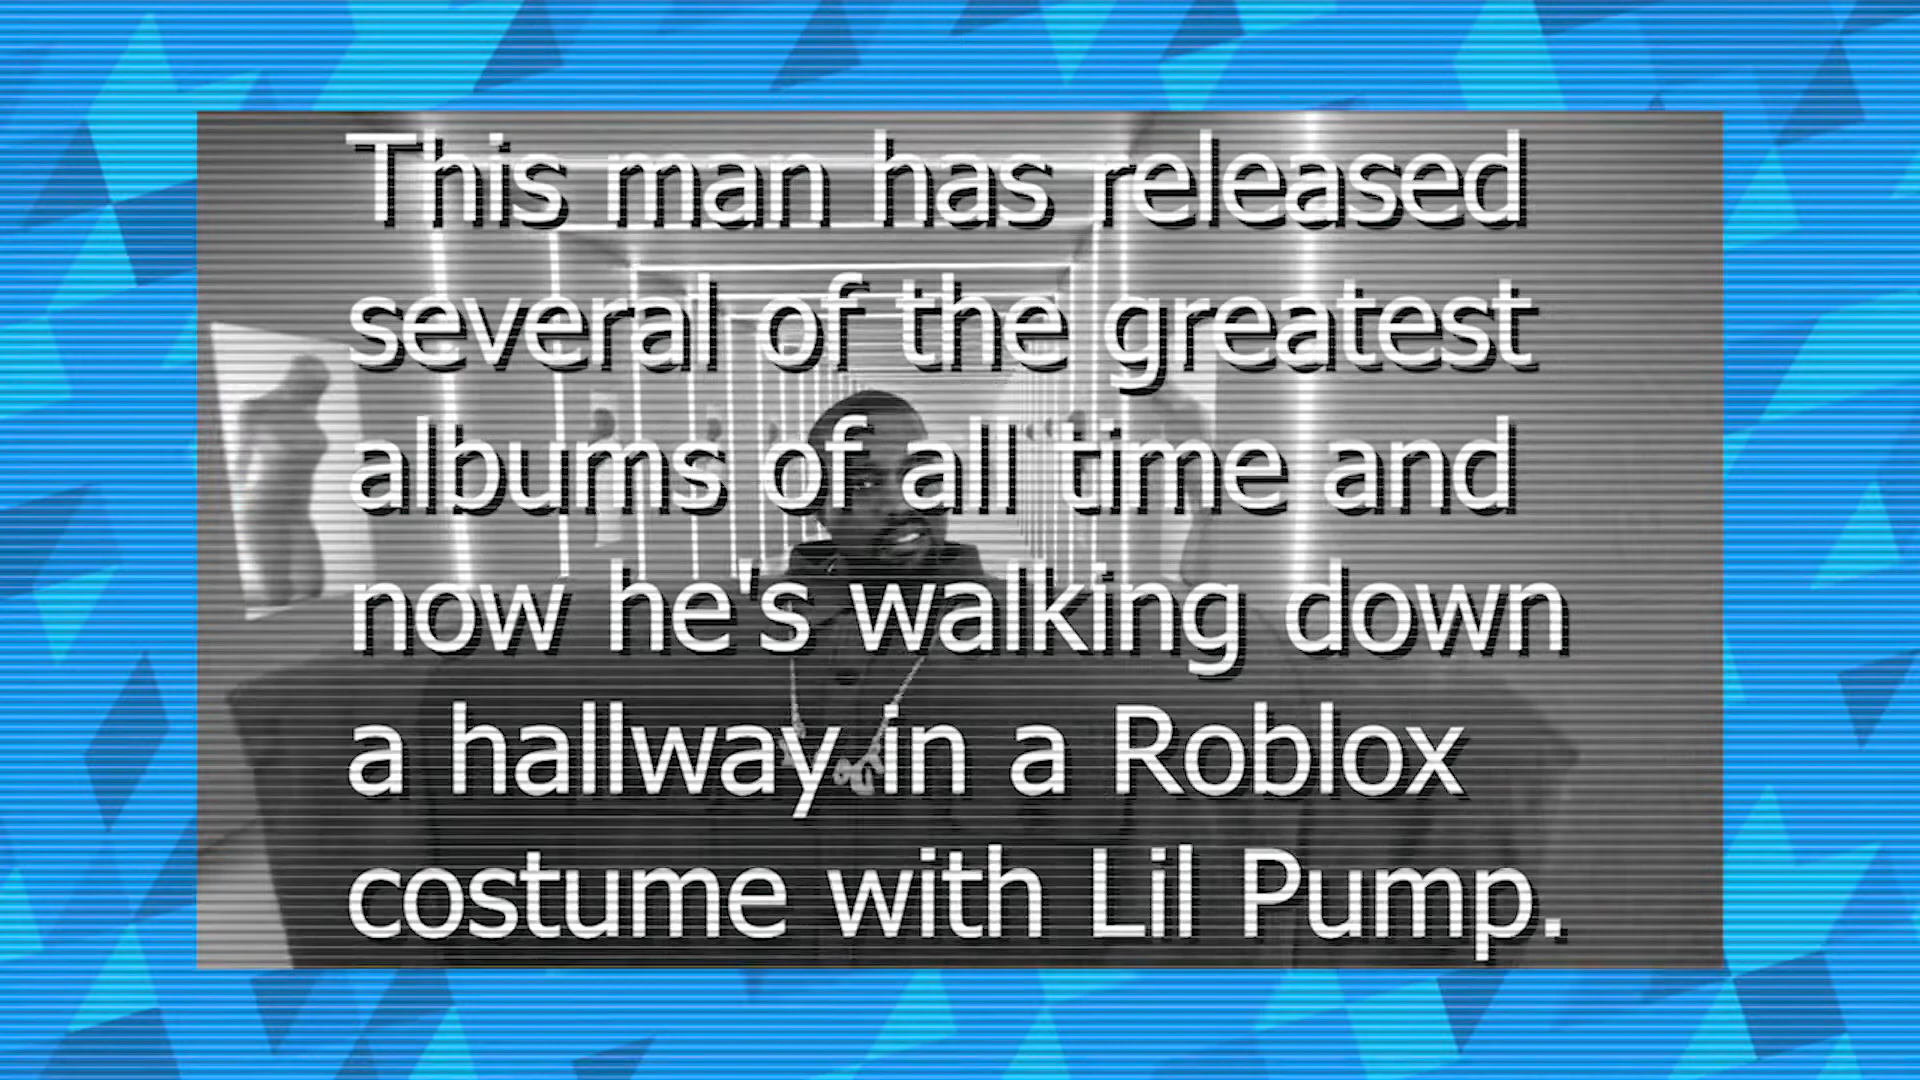 This man has released
several of the greatest
albums of all time and
now he's walking down
a hallway in a Roblox
costume with Lil Pump.